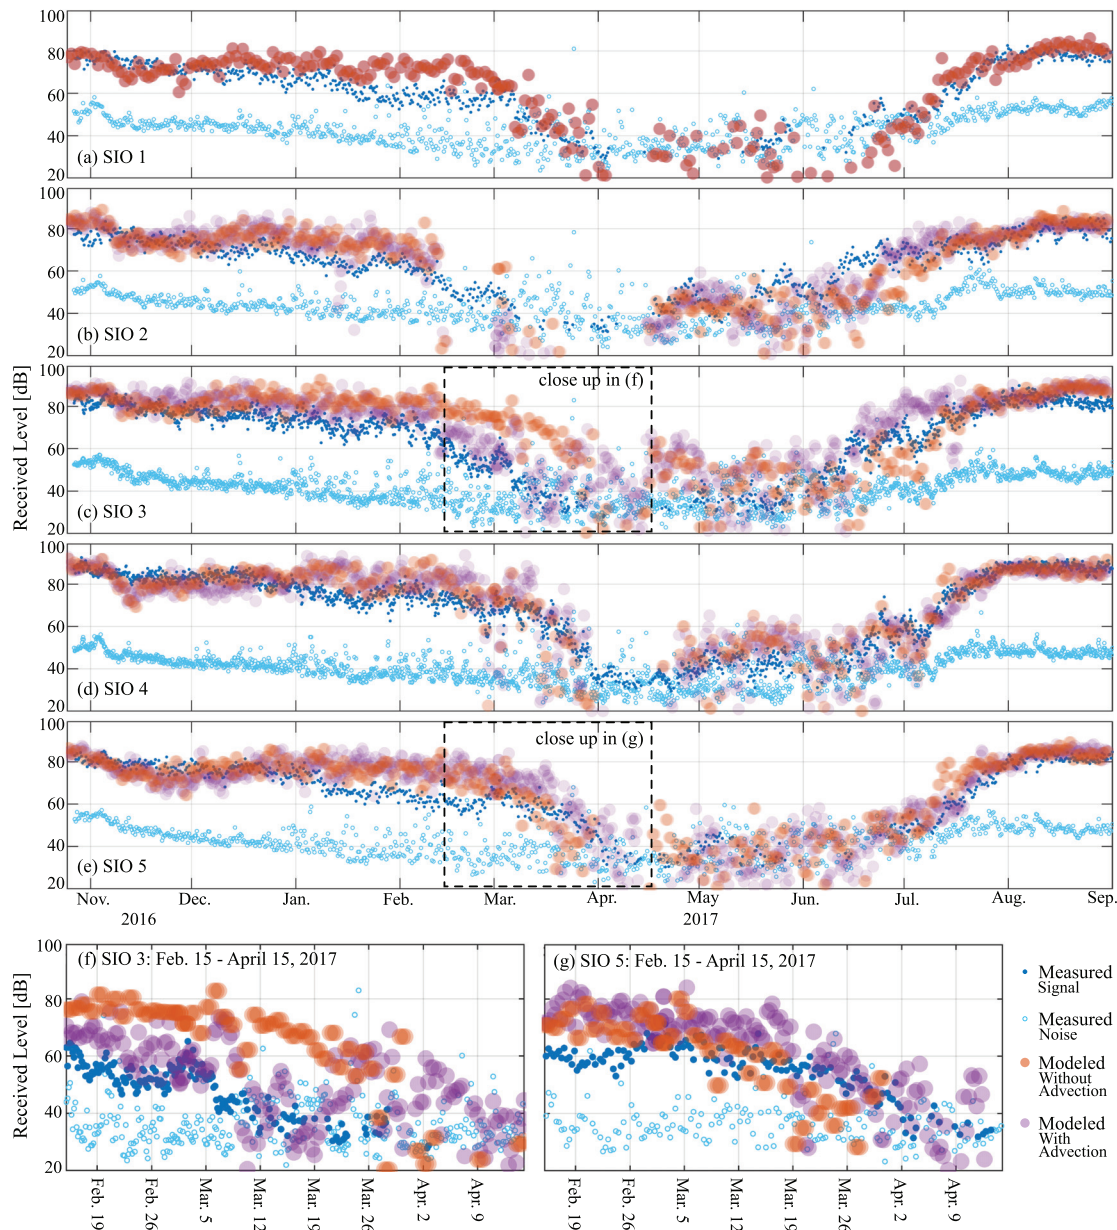 100
80
60
40
20
(a) SIO 1
100
80
60
40
20
(b) SIO 2
Received Level [dB]
100
80
60
40
20
close up in (f)
(c) SIO 3
100
80
60
40
20
(d) SIO 4
100
80
60
40
20
close up in (g)
(e) SIO 5
Nov. Dec. Jan. Feb. Mar. Apr. May Jun. Jul. Aug. Sep.
2016 2017
Received Level [dB]
100
80
60
40
20
(f) SIO 3: Feb. 15 - April 15, 2017
(g) SIO 5: Feb. 15 - April 15, 2017
Feb. 19 Feb. 26 Mar. 5 Mar. 12 Mar. 19 Mar. 26 Apr. 2 Apr. 9
Feb. 19 Feb. 26 Mar. 5 Mar. 12 Mar. 19 Mar. 26 Apr. 2 Apr. 9
Measured
Signal
Measured
Noise
Modeled
Without
Advection
Modeled
With
Advection